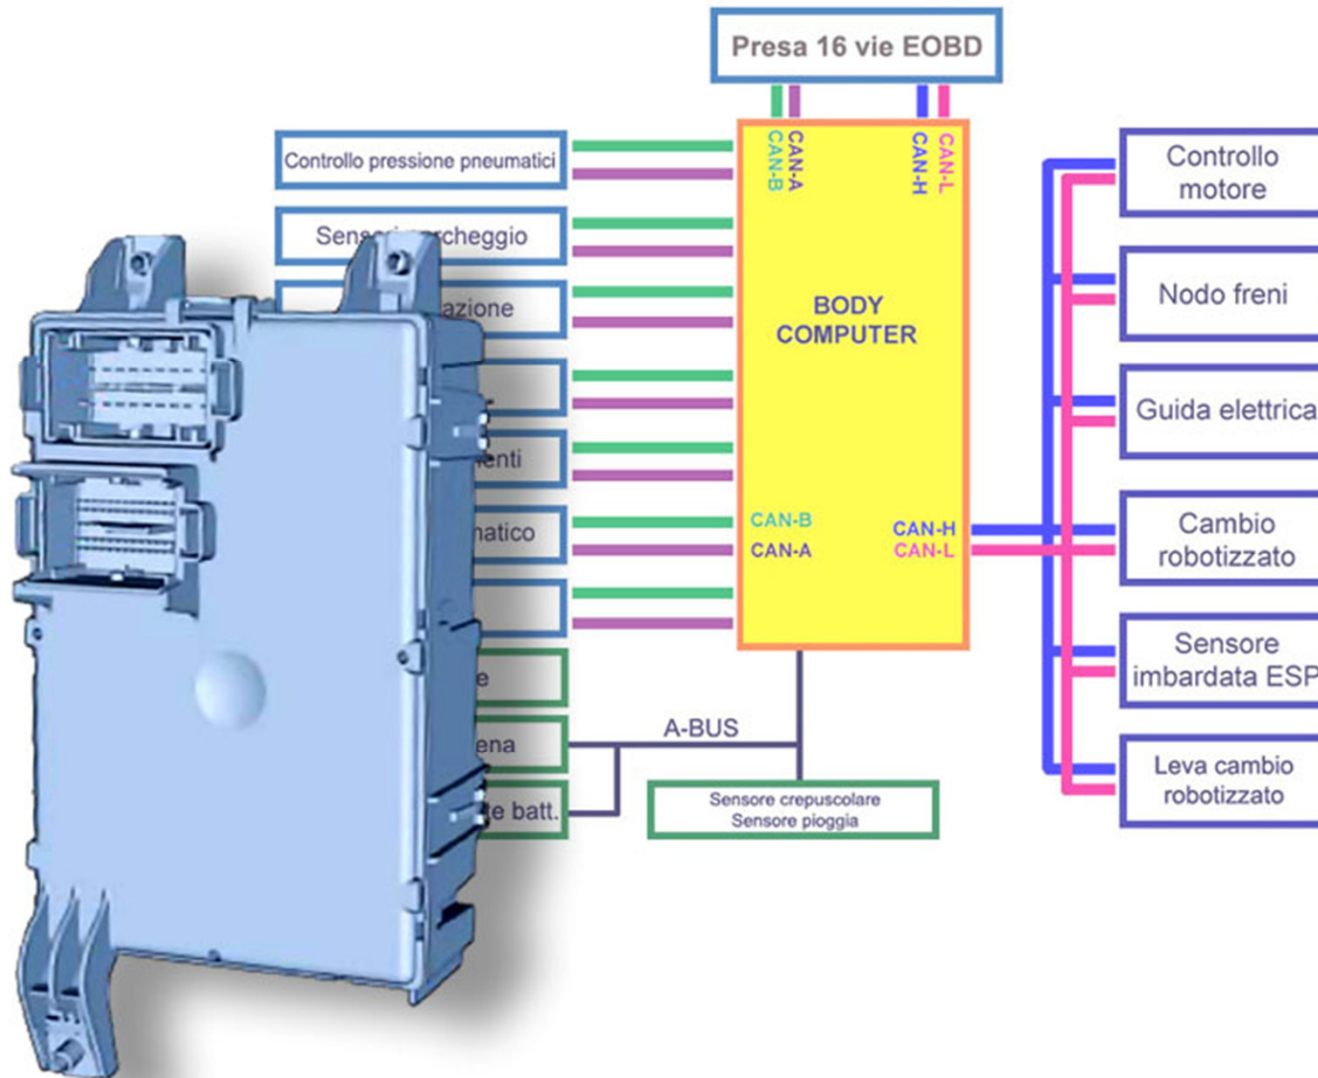 Presa 16 vie EOBD
CAN-B
CAN-A
CAN-H
CAN-L
Controllo pressione pneumatici
BODY
COMPUTER
CAN-B
CAN-A
CAN-H
CAN-L
A-BUS
Sensore crepuscolare
Sensore pioggia
batt.
Controllo
motore
Nodo freni
Guida elettrica
Cambio
robotizzato
Sensore
imbardata ESP
Leva cambio
robotizzato